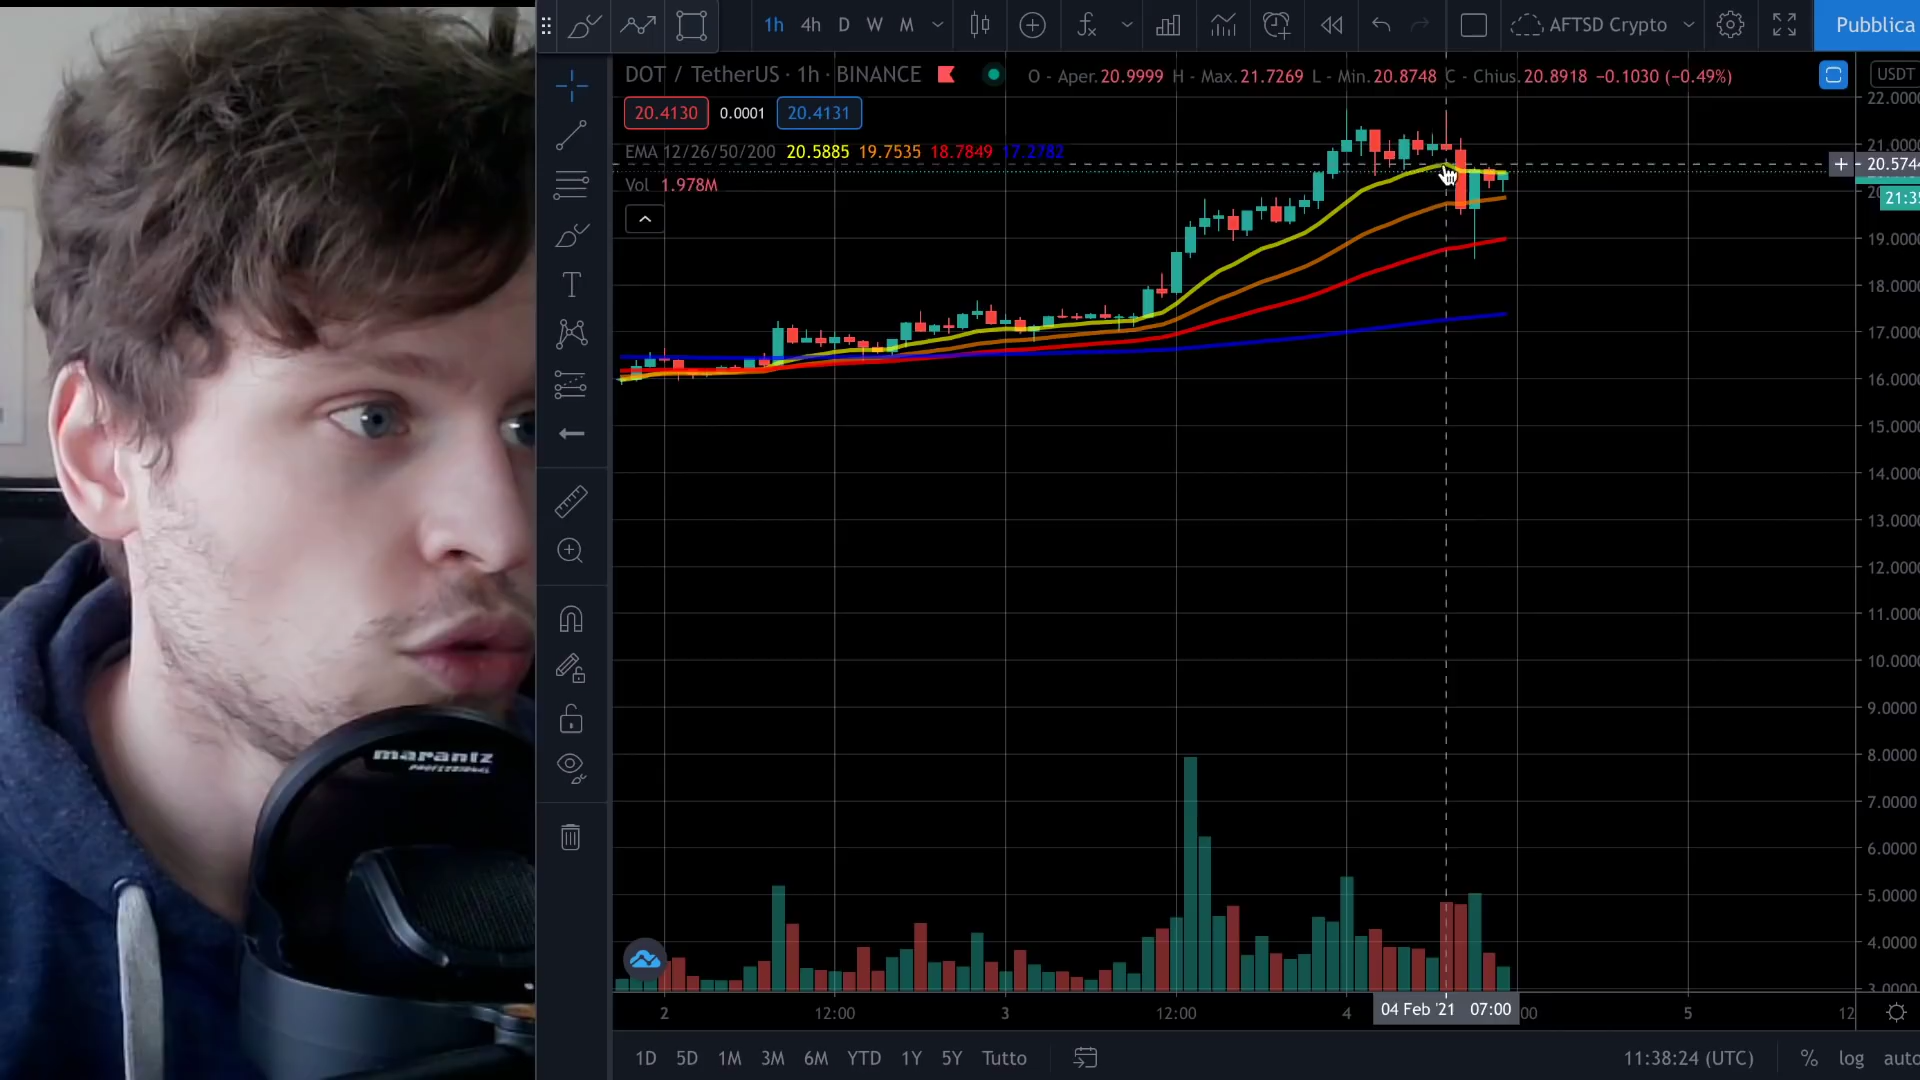 1h 4h D W M AFTSD Crypto Pubblica
DOT / TetherUS · 1h · BINANCE O - Aper.20.9999 H - Max.21.7269 L - Min.20.8748 C - Chius.20.8918 −0.1030 (−0.49%) USDT
20.4130 0.0001 20.4131
EMA 12/26/50/200 20.5885 19.7535 18.7849 17.2782
Vol 1.978M
22.0000
21.0000
20.574
21:3
19.0000
18.0000
17.0000
16.0000
15.0000
14.0000
13.0000
12.0000
11.0000
10.0000
9.0000
8.0000
7.0000
6.0000
5.0000
4.0000
3.0000
marantz
PROFESSIONAL
2 12:00 3 12:00 4 04 Feb '21 07:00 :00 5 12
1D 5D 1M 3M 6M YTD 1Y 5Y Tutto 11:38:24 (UTC) % log auto